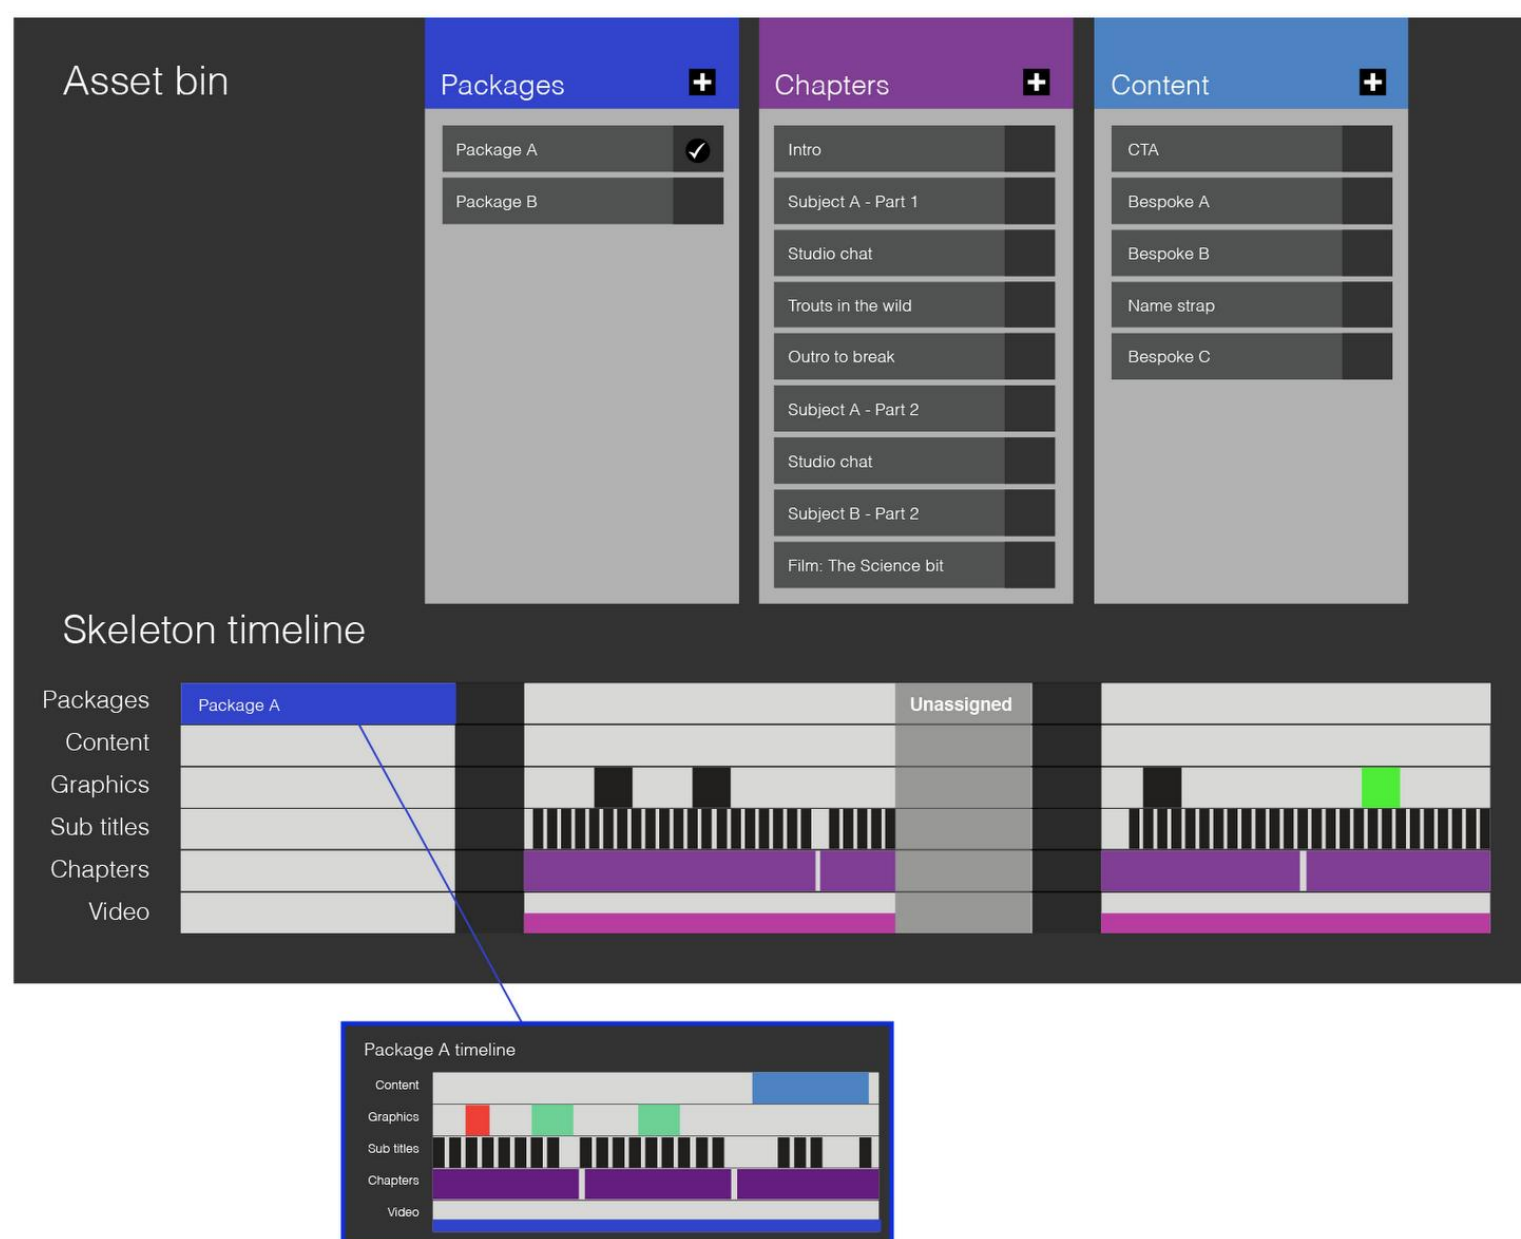 Asset bin
Packages
Package A
Package B
Chapters
Intro
Subject A - Part 1
Studio chat
Trouts in the wild
Outro to break
Subject A - Part 2
Studio chat
Subject B - Part 2
Film: The Science bit
Content
CTA
Bespoke A
Bespoke B
Name strap
Bespoke C
Skeleton timeline
Packages
Package A
Unassigned
Content
Graphics
Sub titles
Chapters
Video
Package A timeline
Content
Graphics
Sub titles
Chapters
Video